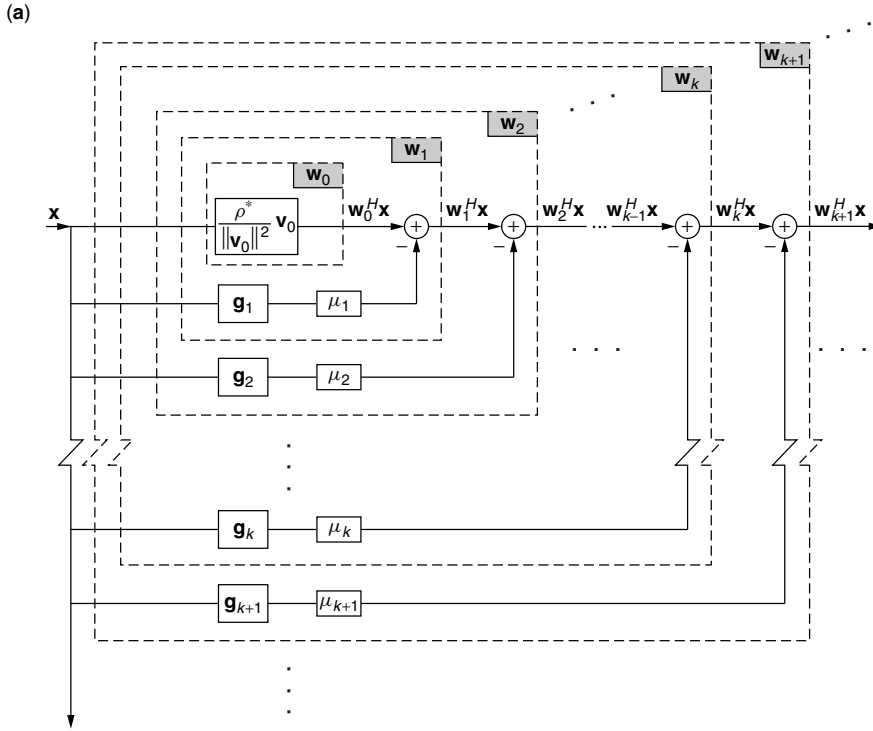 (a)
w_{k+1}
w_k
w_2
w_1
w_0
x
ρ* / ||v_0||² v_0
w_0^H x
w_1^H x
w_2^H x ... w_{k−1}^H x
w_k^H x
w_{k+1}^H x
+ + + +
− − − −
g_1 μ_1
g_2 μ_2
g_k μ_k
g_{k+1} μ_{k+1}